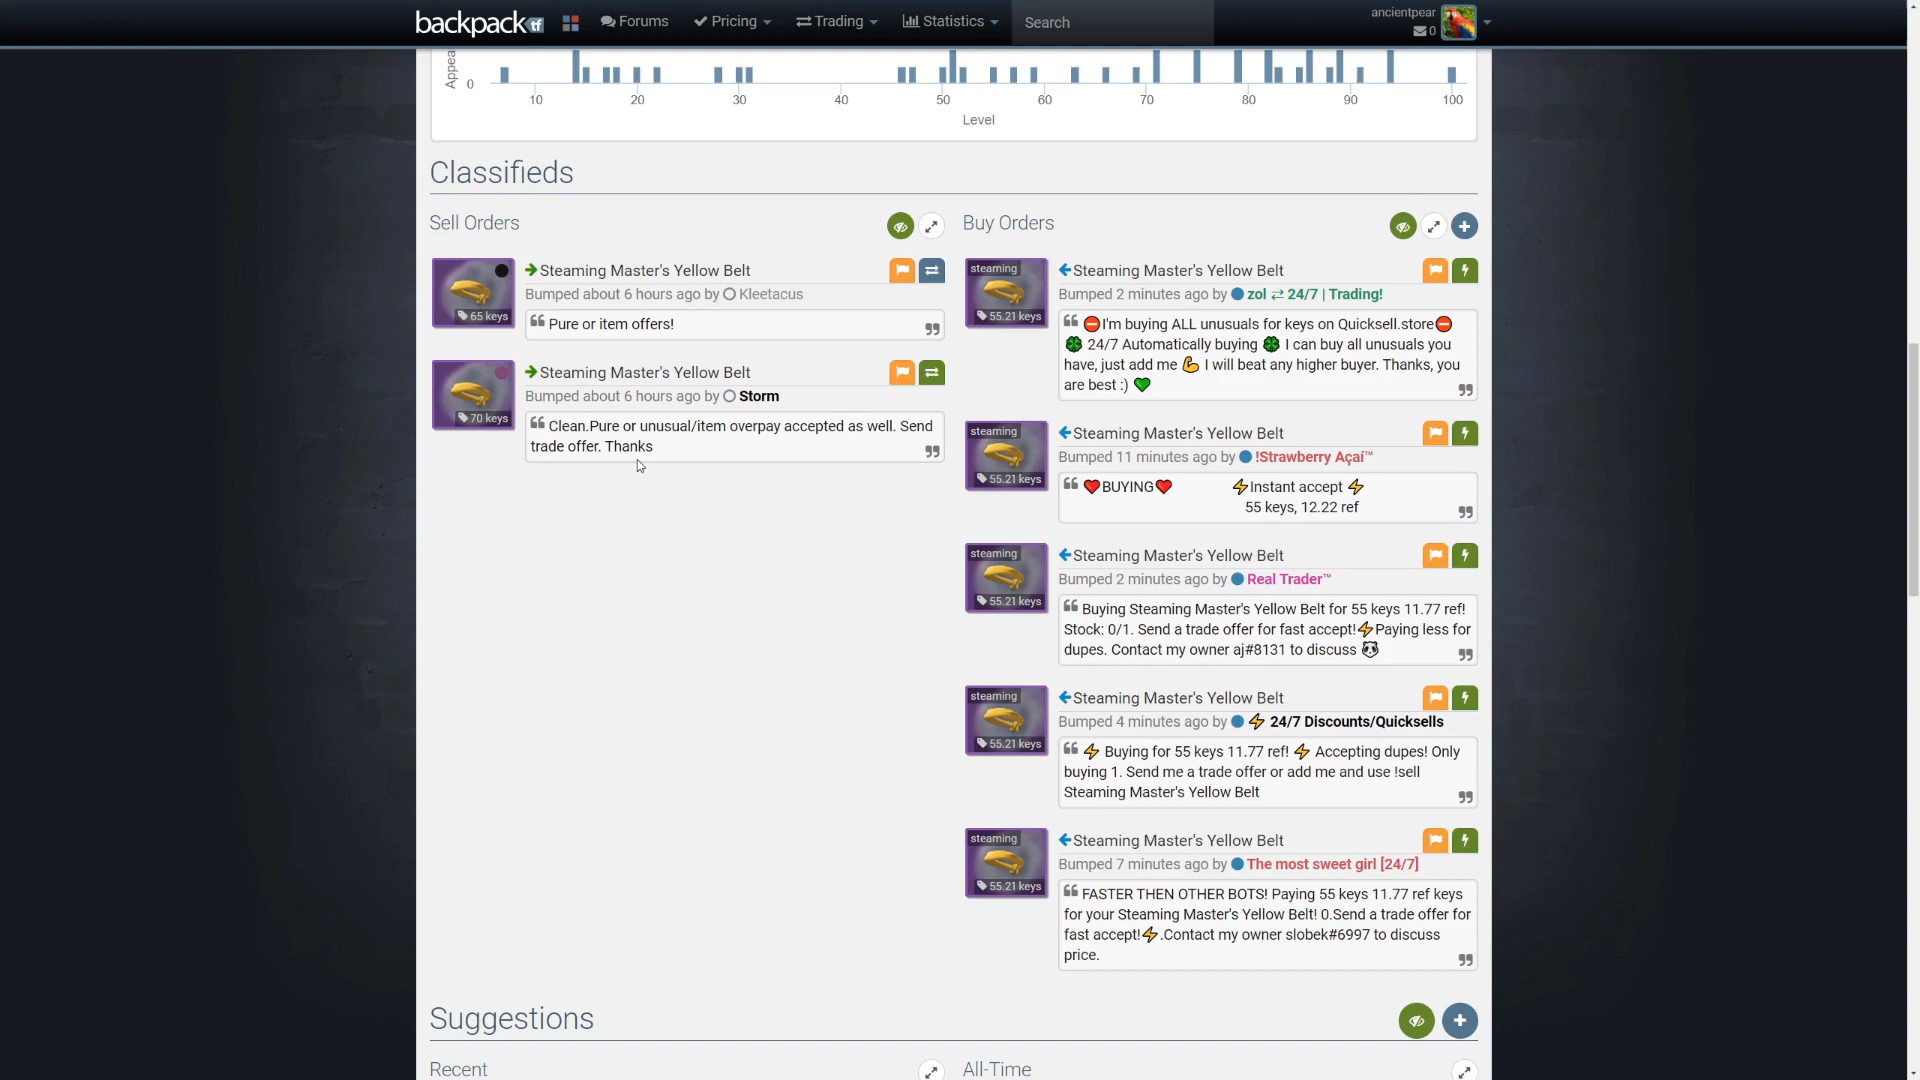 backpack tf
Forums
Pricing
Trading
Statistics
Search
ancientpear
0
Appea
0
10 20 30 40 50 60 70 80 90 100
Level
Classifieds
Sell Orders
Steaming Master's Yellow Belt
Bumped about 6 hours ago by Kleetacus
65 keys
Pure or item offers!
Steaming Master's Yellow Belt
Bumped about 6 hours ago by Storm
70 keys
Clean.Pure or unusual/item overpay accepted as well. Send
trade offer. Thanks
Buy Orders
steaming
Steaming Master's Yellow Belt
Bumped 2 minutes ago by zol ⇄ 24/7 | Trading!
55.21 keys
⛔I'm buying ALL unusuals for keys on Quicksell.store⛔
🍀 24/7 Automatically buying 🍀 I can buy all unusuals you
have, just add me 💪 I will beat any higher buyer. Thanks, you
are best :) 💚
steaming
Steaming Master's Yellow Belt
Bumped 11 minutes ago by !Strawberry Açaí™
55.21 keys
❤️BUYING❤️ ⚡Instant accept ⚡
55 keys, 12.22 ref
steaming
Steaming Master's Yellow Belt
Bumped 2 minutes ago by Real Trader™
55.21 keys
Buying Steaming Master's Yellow Belt for 55 keys 11.77 ref!
Stock: 0/1. Send a trade offer for fast accept!⚡Paying less for
dupes. Contact my owner aj#8131 to discuss 🐼
steaming
Steaming Master's Yellow Belt
Bumped 4 minutes ago by ⚡ 24/7 Discounts/Quicksells
55.21 keys
⚡ Buying for 55 keys 11.77 ref! ⚡ Accepting dupes! Only
buying 1. Send me a trade offer or add me and use !sell
Steaming Master's Yellow Belt
steaming
Steaming Master's Yellow Belt
Bumped 7 minutes ago by The most sweet girl [24/7]
55.21 keys
FASTER THEN OTHER BOTS! Paying 55 keys 11.77 ref keys
for your Steaming Master's Yellow Belt! 0.Send a trade offer for
fast accept!⚡.Contact my owner slobek#6997 to discuss
price.
Suggestions
Recent
All-Time